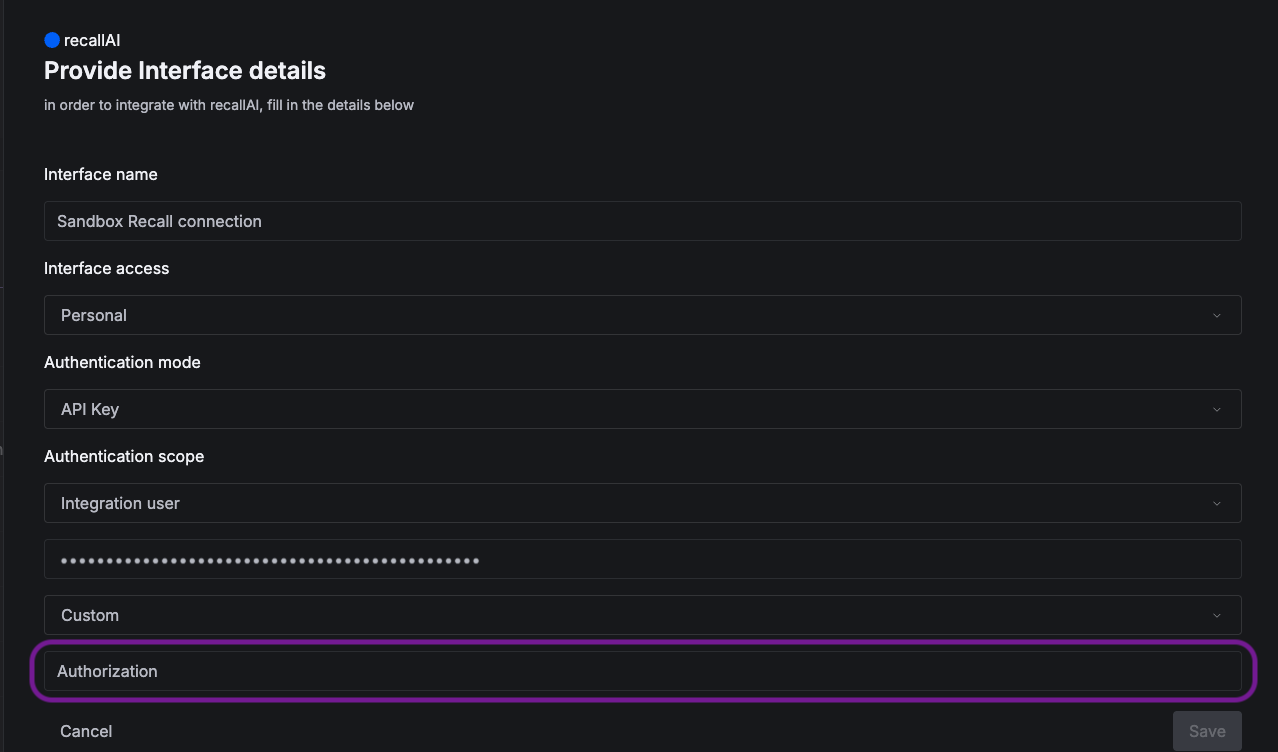 recallAI
Provide Interface details
in order to integrate with recallAI, fill in the details below
Interface name
Sandbox Recall connection
Interface access
Personal
Authentication mode
API Key
Authentication scope
Integration user
••••••••••••••••••••••••••••••••••••••••••••••
Custom
Authorization
Cancel
Save